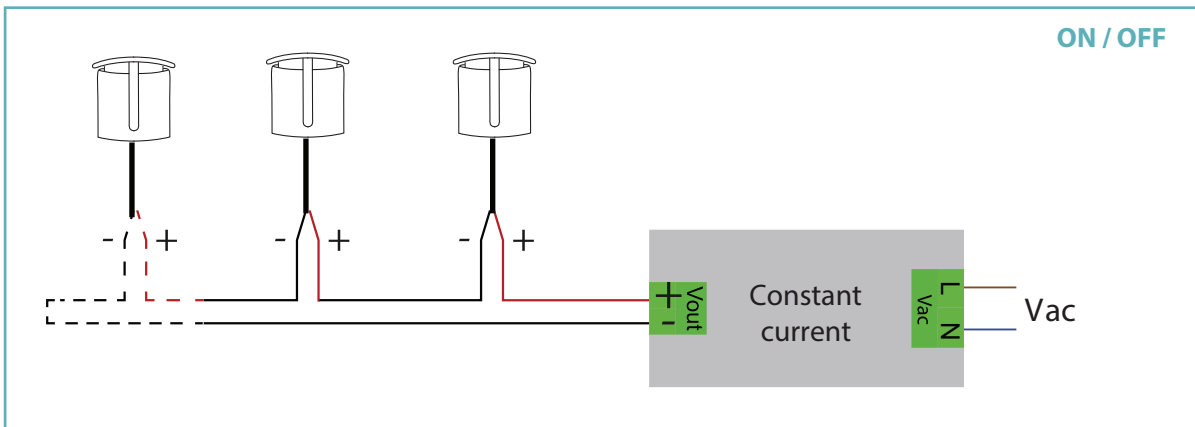 ON / OFF
- +
- +
- +
+
-
Vout
Constant
current
Vac
L
N
Vac